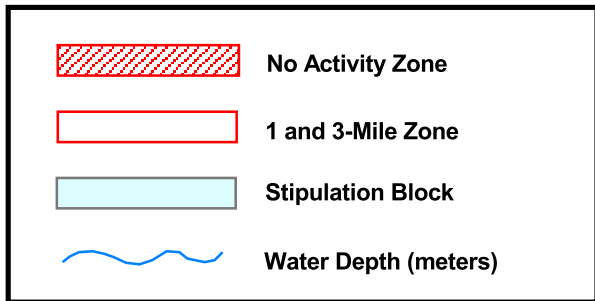 No Activity Zone
1 and 3-Mile Zone
Stipulation Block
Water Depth (meters)